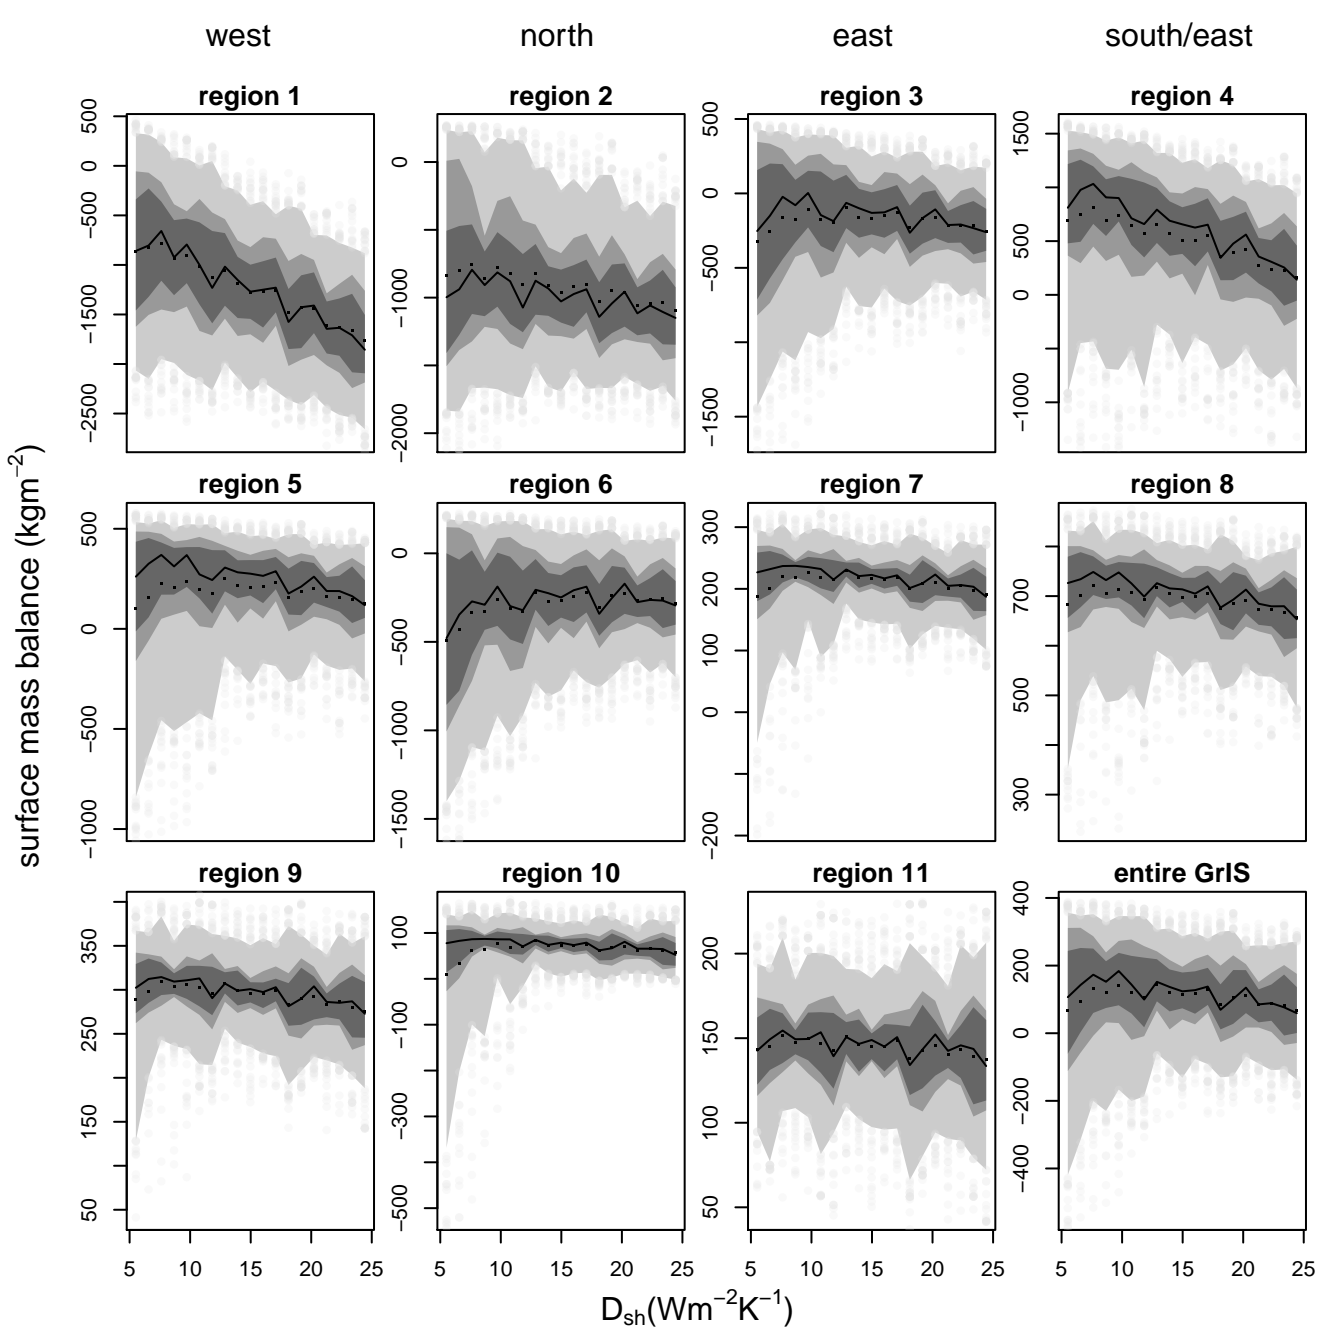 west north east south/east
region 1 region 2 region 3 region 4
500 0 −500 −1500 −2500
0 −1000 −2000
500 0 −500 −1500
1500 500 0 −1000
region 5 region 6 region 7 region 8
500 0 −500 −1000
0 −500 −1000 −1500
300 200 100 0 −200
700 500 300
region 9 region 10 region 11 entire GrIS
350 250 150 50
100 −100 −300 −500
200 150 100 50
400 200 0 −200 −400
5 10 15 20 25 5 10 15 20 25 5 10 15 20 25 5 10 15 20 25
surface mass balance (kgm⁻²)
D_sh(Wm⁻²K⁻¹)